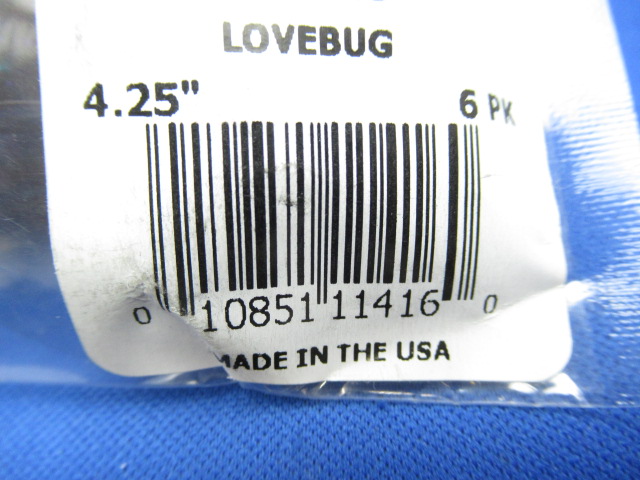 LOVEBUG
4.25" 6 PK
0 10851 11416 0
MADE IN THE USA